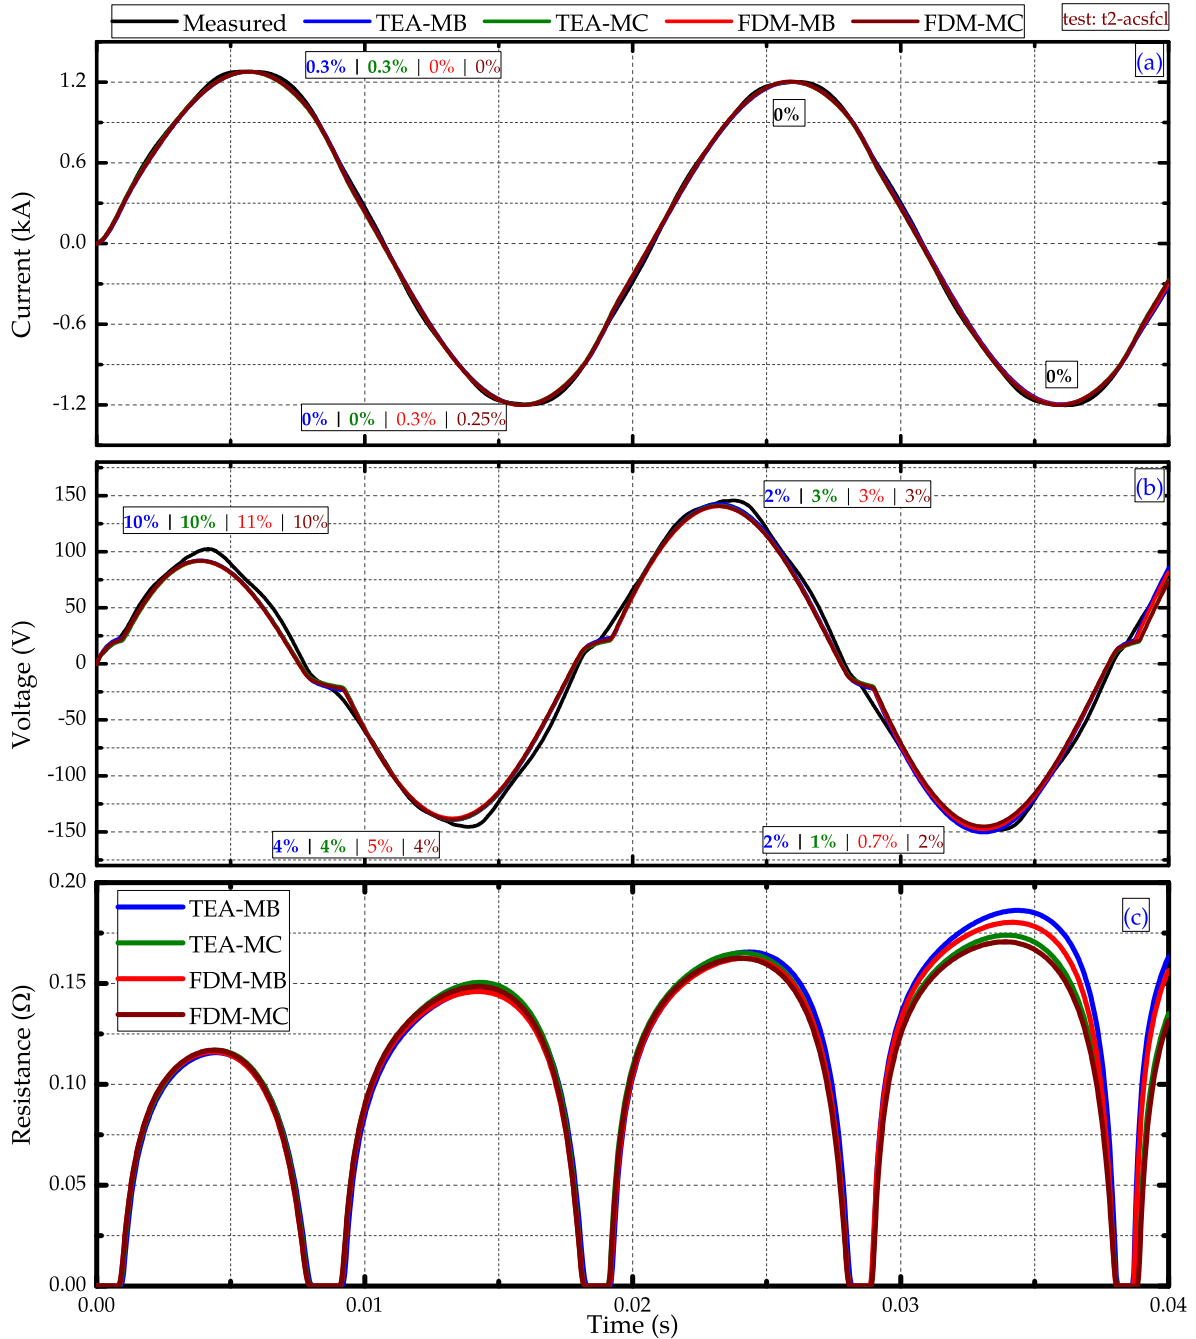 Measured TEA-MB TEA-MC FDM-MB FDM-MC test: t2-acsfcl
(a)
0.3% | 0.3% | 0% | 0%
0%
0%
0% | 0% | 0.3% | 0.25%
1.2
0.6
0.0
-0.6
-1.2
Current (kA)
(b)
2% | 3% | 3% | 3%
10% | 10% | 11% | 10%
4% | 4% | 5% | 4%
2% | 1% | 0.7% | 2%
150
100
50
0
-50
-100
-150
Voltage (V)
(c)
TEA-MB
TEA-MC
FDM-MB
FDM-MC
0.20
0.15
0.10
0.05
0.00
Resistance (Ω)
0.00 0.01 0.02 0.03 0.04
Time (s)